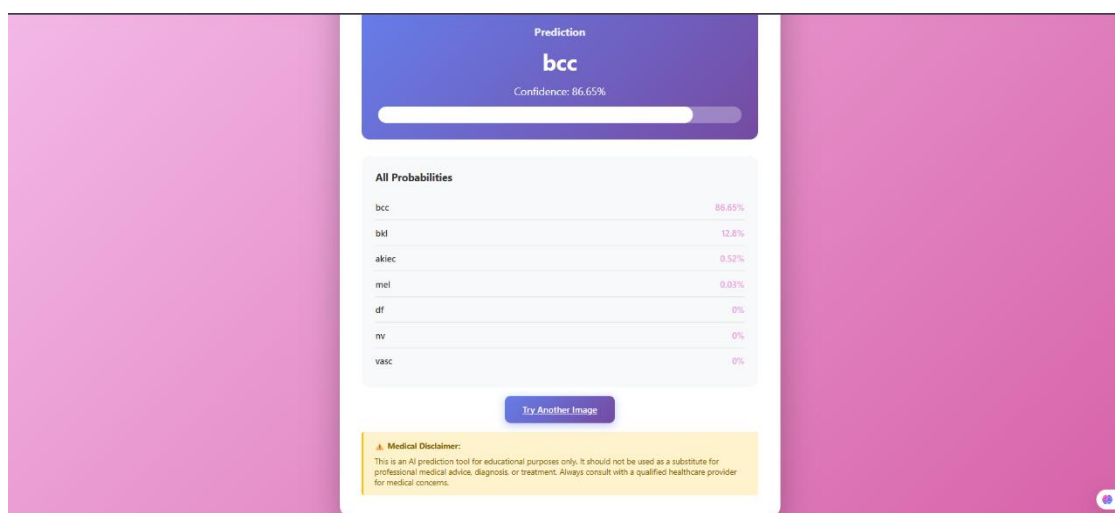 Prediction
bcc
Confidence: 86.65%
All Probabilities
bcc 86.65%
bkl 12.8%
akiec 0.52%
mel 0.03%
df 0%
nv 0%
vasc 0%
Try Another Image
⚠ Medical Disclaimer:
This is an AI prediction tool for educational purposes only. It should not be used as a substitute for
professional medical advice, diagnosis, or treatment. Always consult with a qualified healthcare provider
for medical concerns.